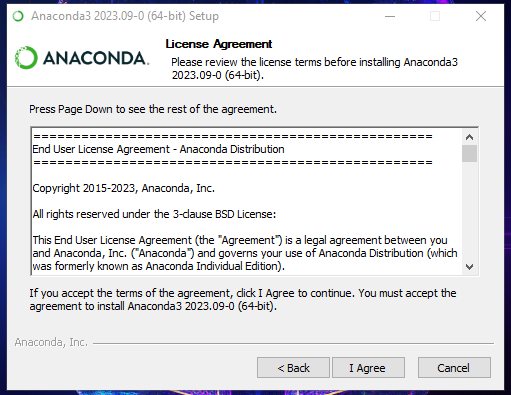 Anaconda3 2023.09-0 (64-bit) Setup
ANACONDA.
License Agreement
Please review the license terms before installing Anaconda3
2023.09-0 (64-bit).
Press Page Down to see the rest of the agreement.
==================================================
End User License Agreement - Anaconda Distribution
==================================================
Copyright 2015-2023, Anaconda, Inc.
All rights reserved under the 3-clause BSD License:
This End User License Agreement (the "Agreement") is a legal agreement between you
and Anaconda, Inc. ("Anaconda") and governs your use of Anaconda Distribution (which
was formerly known as Anaconda Individual Edition).
If you accept the terms of the agreement, click I Agree to continue. You must accept the
agreement to install Anaconda3 2023.09-0 (64-bit).
Anaconda, Inc.
< Back
I Agree
Cancel